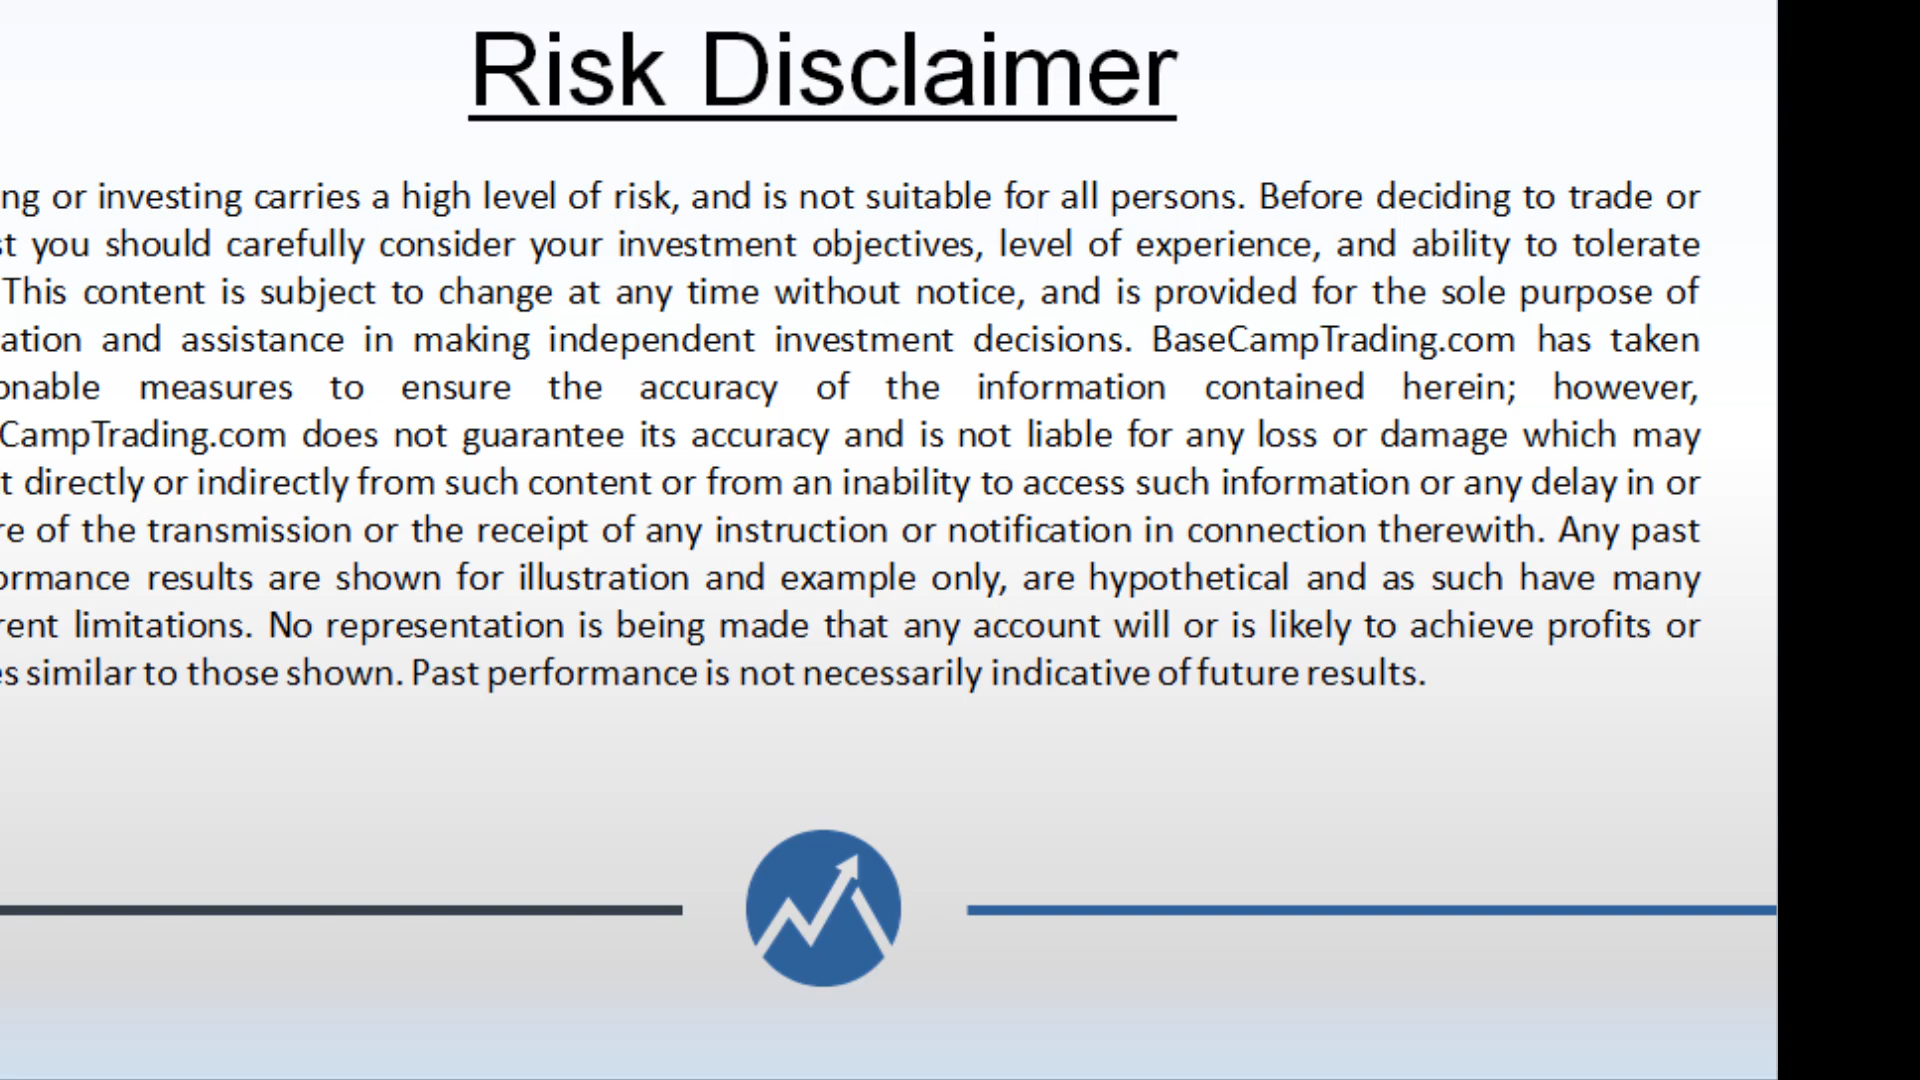 Risk Disclaimer
ng or investing carries a high level of risk, and is not suitable for all persons. Before deciding to trade or
st you should carefully consider your investment objectives, level of experience, and ability to tolerate
This content is subject to change at any time without notice, and is provided for the sole purpose of
ation and assistance in making independent investment decisions. BaseCampTrading.com has taken
onable measures to ensure the accuracy of the information contained herein; however,
CampTrading.com does not guarantee its accuracy and is not liable for any loss or damage which may
t directly or indirectly from such content or from an inability to access such information or any delay in or
re of the transmission or the receipt of any instruction or notification in connection therewith. Any past
ormance results are shown for illustration and example only, are hypothetical and as such have many
rent limitations. No representation is being made that any account will or is likely to achieve profits or
es similar to those shown. Past performance is not necessarily indicative of future results.